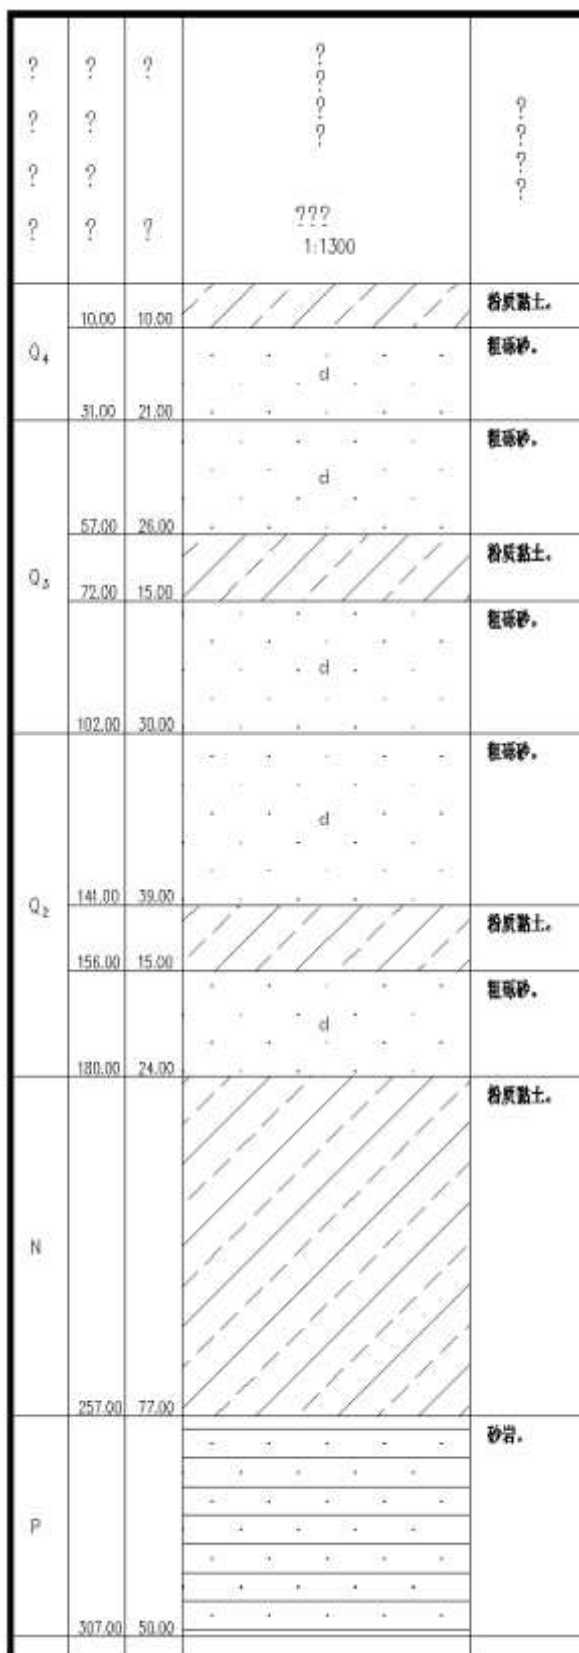 ? ? ? ?
? ? ?
? ? ?
? ? ? ?
? ? ?
? ? ?
?
???
1:1300
粉质黏土。
10.00 10.00
Q₄
粗砾砂。
d
31.00 21.00
粗砾砂。
d
57.00 26.00
粉质黏土。
Q₃
72.00 15.00
粗砾砂。
d
102.00 30.00
粗砾砂。
d
141.00 39.00
Q₂
粉质黏土。
156.00 15.00
粗砾砂。
d
180.00 24.00
粉质黏土。
N
257.00 77.00
砂岩。
P
307.00 50.00